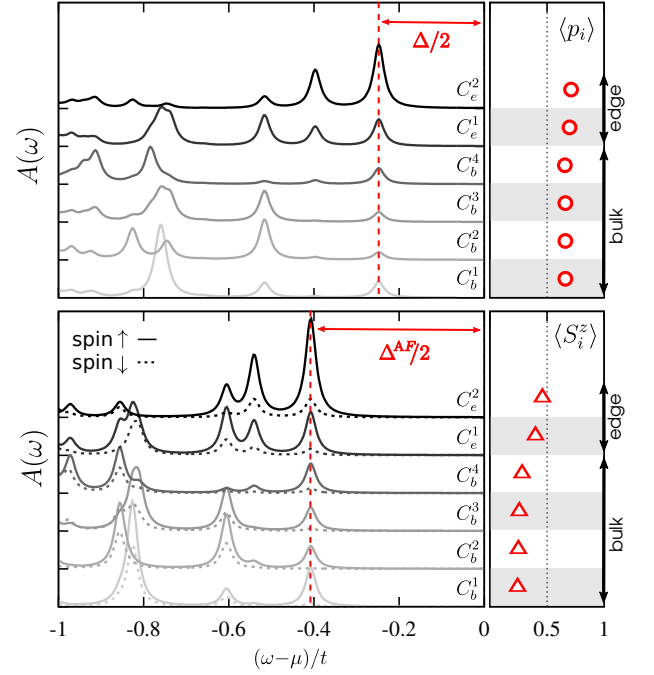 Δ/2
⟨p_i⟩
A(ω)
C_e^2
C_e^1
C_b^4
C_b^3
C_b^2
C_b^1
edge
bulk
spin ↑
spin ↓
Δ^AF/2
⟨S_i^z⟩
A(ω)
C_e^2
C_e^1
C_b^4
C_b^3
C_b^2
C_b^1
edge
bulk
-1 -0.8 -0.6 -0.4 -0.2 0 0.5 1
(ω−μ)/t